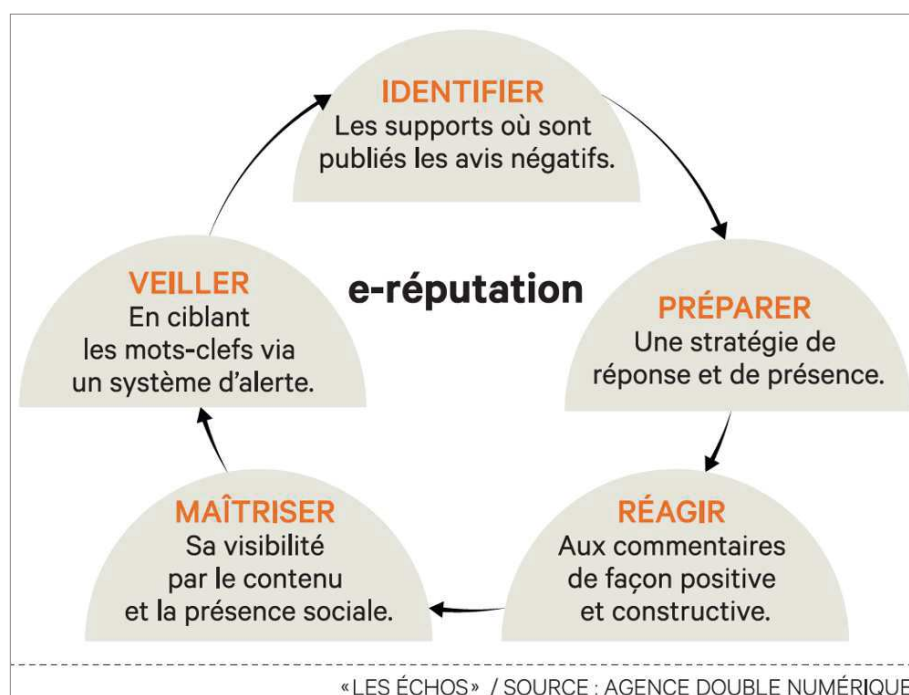 IDENTIFIER
Les supports où sont
publiés les avis négatifs.
e-réputation
PRÉPARER
Une stratégie de
réponse et de présence.
RÉAGIR
Aux commentaires
de façon positive
et constructive.
MAÎTRISER
Sa visibilité
par le contenu
et la présence sociale.
VEILLER
En ciblant
les mots-clefs via
un système d’alerte.
«LES ÉCHOS» / SOURCE : AGENCE DOUBLE NUMÉRIQUE